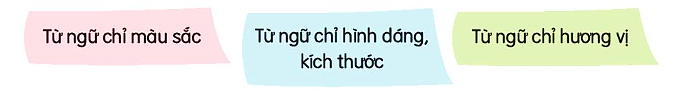 Từ ngữ chỉ màu sắc
Từ ngữ chỉ hình dáng,
kích thước
Từ ngữ chỉ hương vị